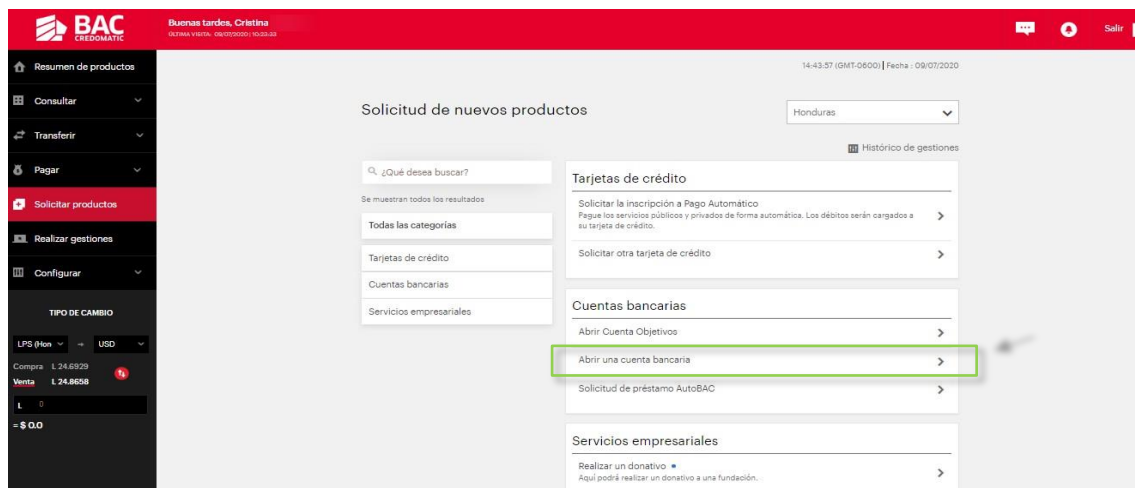 BAC
CREDOMATIC
Buenas tardes, Cristina
ÚLTIMA VISITA: 09/07/2020 | 10:23:33
Salir
Resumen de productos
Consultar
Transferir
Pagar
Solicitar productos
Realizar gestiones
Configurar
TIPO DE CAMBIO
LPS (Hon → USD
Compra L 24.6929
Venta L 24.8658
L 0
= $ 0.0
14:43:57 (GMT-0600) | Fecha : 09/07/2020
Solicitud de nuevos productos
Honduras
Histórico de gestiones
¿Qué desea buscar?
Se muestran todos los resultados
Todas las categorías
Tarjetas de crédito
Cuentas bancarias
Servicios empresariales
Tarjetas de crédito
Solicitar la inscripción a Pago Automático
Pague los servicios públicos y privados de forma automática. Los débitos serán cargados a
su tarjeta de crédito.
Solicitar otra tarjeta de crédito
Cuentas bancarias
Abrir Cuenta Objetivos
Abrir una cuenta bancaria
Solicitud de préstamo AutoBAC
Servicios empresariales
Realizar un donativo
Aquí podrá realizar un donativo a una fundación.